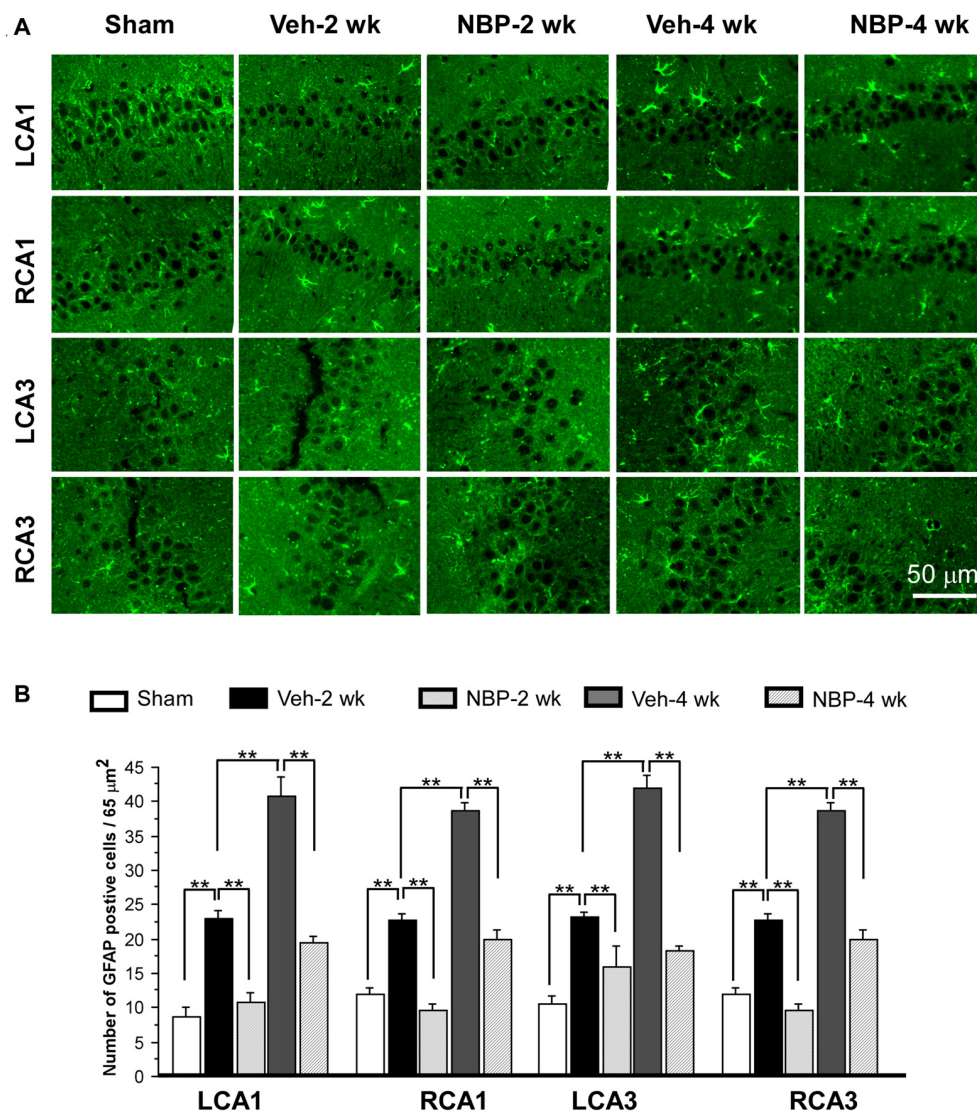 A
Sham Veh-2 wk NBP-2 wk Veh-4 wk NBP-4 wk
LCA1
RCA1
LCA3
RCA3
50 μm
B
Sham Veh-2 wk NBP-2 wk Veh-4 wk NBP-4 wk
Number of GFAP postive cells / 65 μm²
45
40
35
30
25
20
15
10
5
0
** **
** **
** **
** **
** **
** **
** **
** **
LCA1 RCA1 LCA3 RCA3